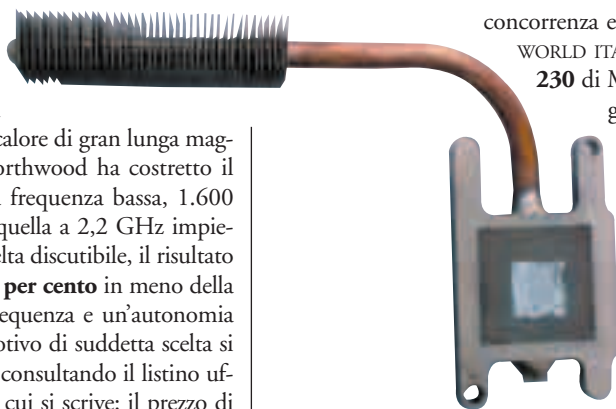 concorrenza e
WORLD ITA
230 di M
g
calore di gran lunga mag-
orthwood ha costretto il
frequenza bassa, 1.600
quella a 2,2 GHz impie-
elta discutibile, il risultato
per cento in meno della
equenza e un'autonomia
otivo di suddetta scelta si
consultando il listino uf-
cui si scrive: il prezzo di